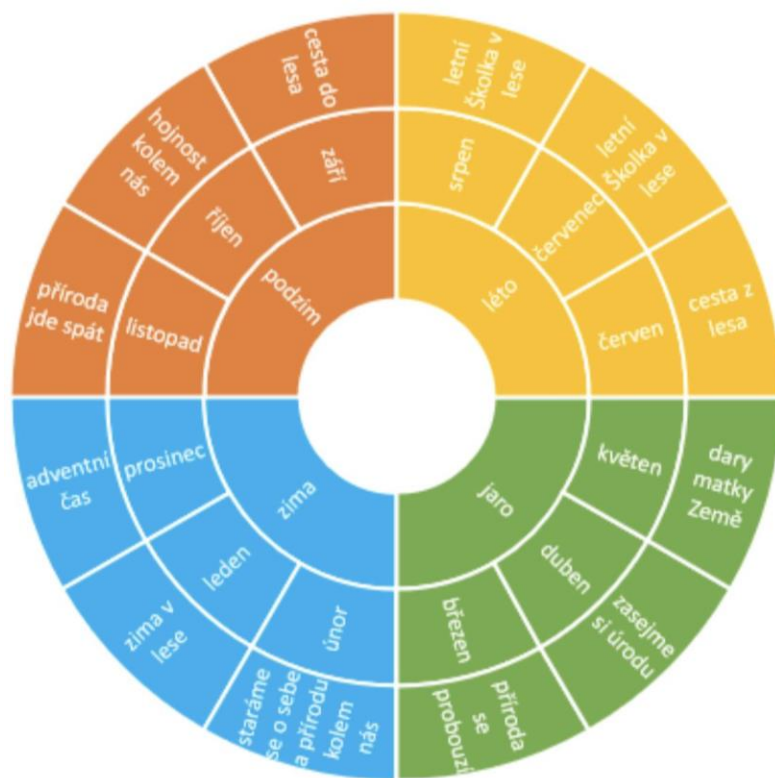 cesta do
lesa
září
podzim
hojnost
kolem
nás
říjen
příroda
jde spát
listopad
adventní
čas
prosinec
zima
zima v
lese
leden
staráme
se o sebe
a přírodu
kolem
nás
únor
příroda
se
probouzí
březen
jaro
zasejme
si úrodu
duben
dary
matky
Země
květen
cesta z
lesa
červen
léto
letní
Školka v
lese
červenec
letní
Školka v
lese
srpen